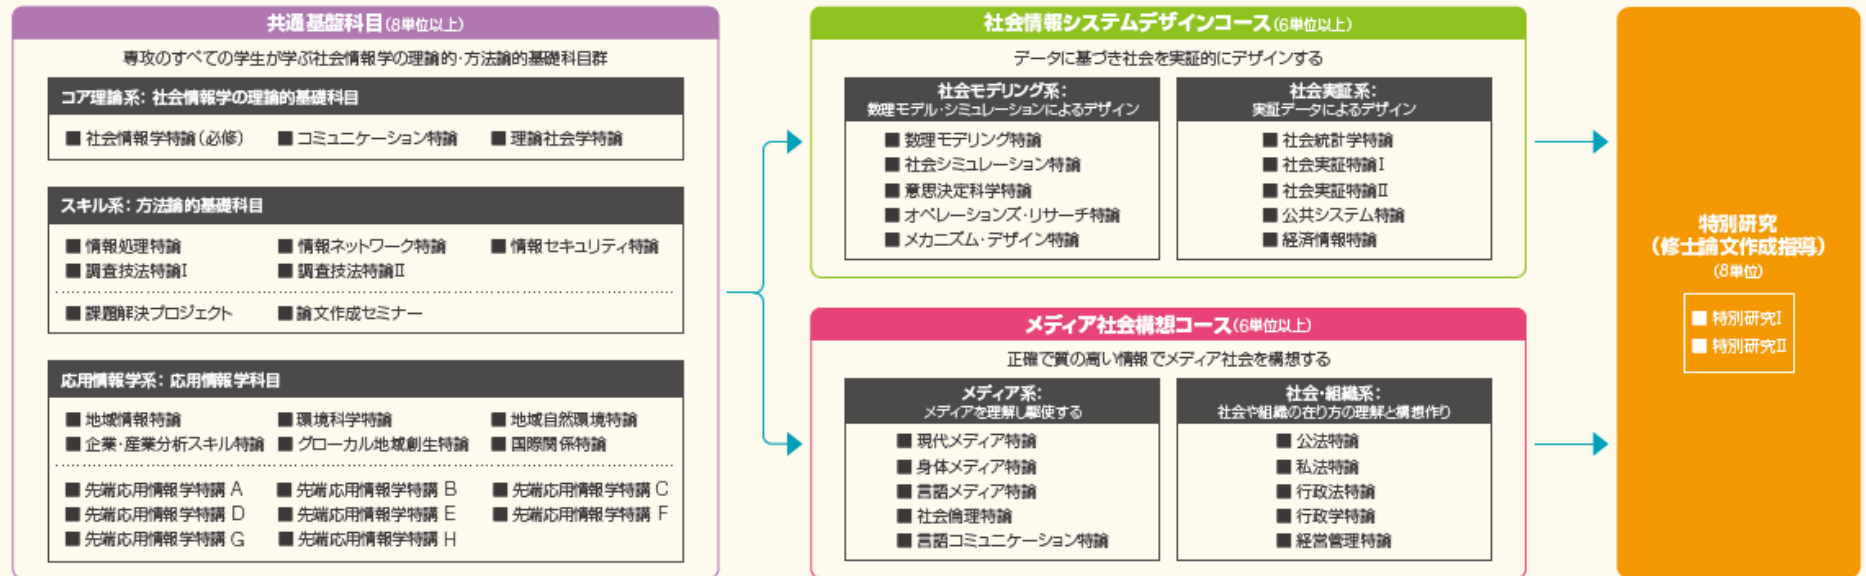 共通基盤科目(8単位以上)
専攻のすべての学生が学ぶ社会情報学の理論的・方法論的基礎科目群
コア理論系：社会情報学の理論的基礎科目
■ 社会情報学特論(必修) ■ コミュニケーション特論 ■ 理論社会学特論
スキル系：方法論的基礎科目
■ 情報処理特論 ■ 情報ネットワーク特論 ■ 情報セキュリティ特論
■ 調査技法特論I ■ 調査技法特論II
■ 課題解決プロジェクト ■ 論文作成セミナー
応用情報学系：応用情報学科目
■ 地域情報特論 ■ 環境科学特論 ■ 地域自然環境特論
■ 企業・産業分析スキル特論 ■ グローカル地域創生特論 ■ 国際関係特論
■ 先端応用情報学特講 A ■ 先端応用情報学特講 B ■ 先端応用情報学特講 C
■ 先端応用情報学特講 D ■ 先端応用情報学特講 E ■ 先端応用情報学特講 F
■ 先端応用情報学特講 G ■ 先端応用情報学特講 H
社会情報システムデザインコース(6単位以上)
データに基づき社会を実証的にデザインする
社会モデリング系：
数理モデル・シミュレーションによるデザイン
■ 数理モデリング特論
■ 社会シミュレーション特論
■ 意思決定科学特論
■ オペレーションズ・リサーチ特論
■ メカニズム・デザイン特論
社会実証系：
実証データによるデザイン
■ 社会統計学特論
■ 社会実証特論I
■ 社会実証特論II
■ 公共システム特論
■ 経済情報特論
メディア社会構想コース(6単位以上)
正確で質の高い情報でメディア社会を構想する
メディア系：
メディアを理解し駆使する
■ 現代メディア特論
■ 身体メディア特論
■ 言語メディア特論
■ 社会倫理特論
■ 言語コミュニケーション特論
社会・組織系：
社会や組織の在り方の理解と構想作り
■ 公法特論
■ 私法特論
■ 行政法特論
■ 行政学特論
■ 経営管理特論
特別研究
(修士論文作成指導)
(8単位)
■ 特別研究I
■ 特別研究II